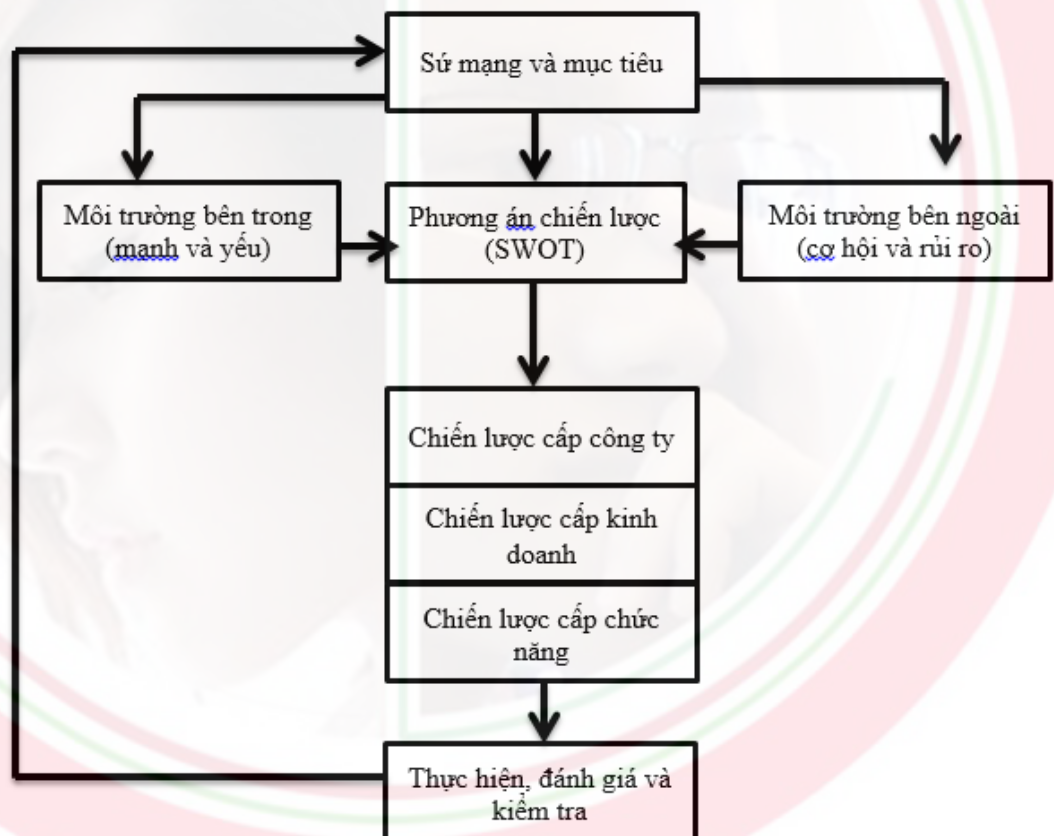 Sứ mạng và mục tiêu
Môi trường bên trong
(mạnh và yếu)
Phương án chiến lược
(SWOT)
Môi trường bên ngoài
(cơ hội và rủi ro)
Chiến lược cấp công ty
Chiến lược cấp kinh
doanh
Chiến lược cấp chức
năng
Thực hiện, đánh giá và
kiểm tra